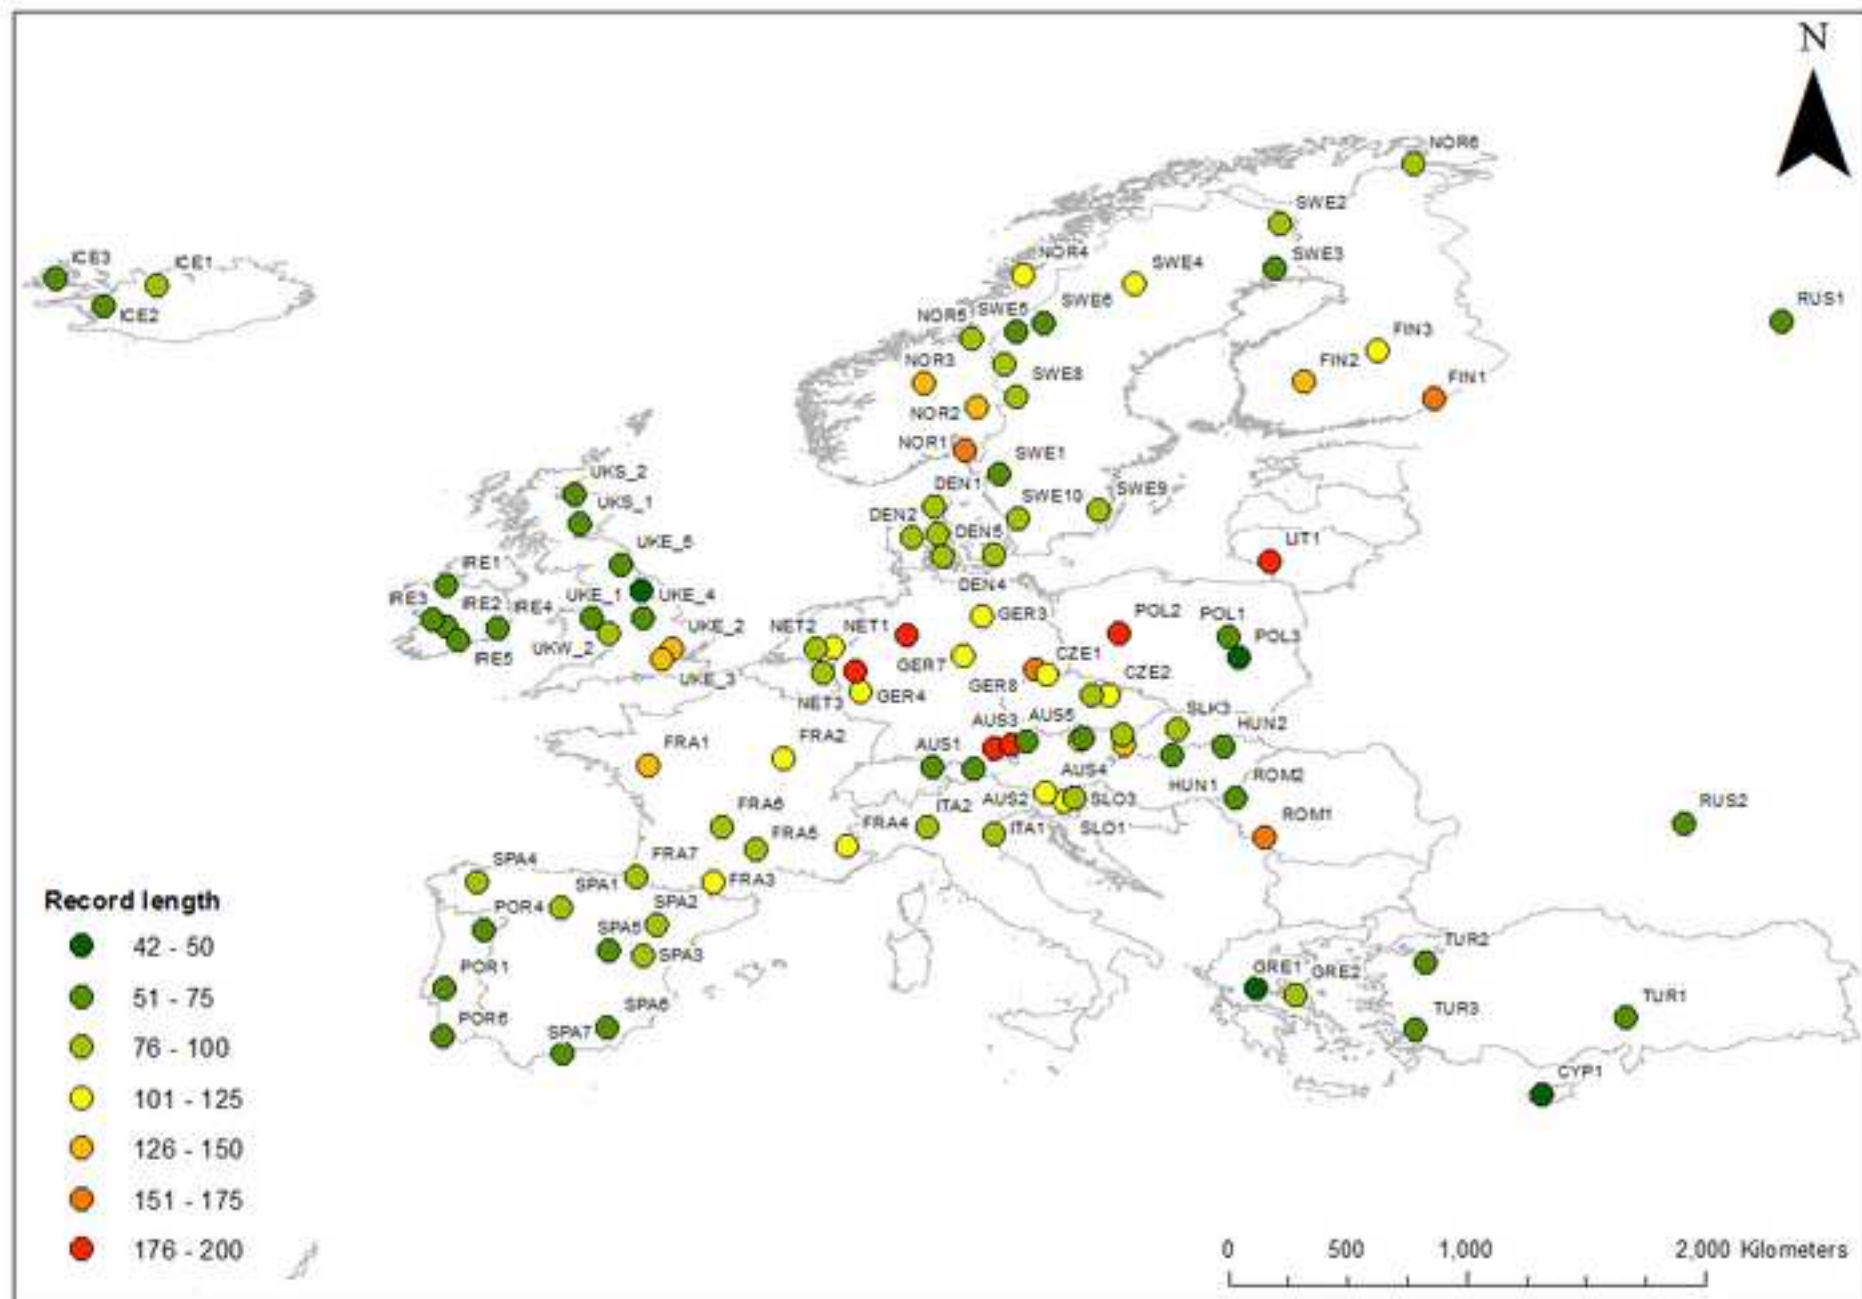 N
NOR6
SWE2
ICE3
ICE1
NOR4
SWE4
SWE3
ICE2
SWE5
SWE6
RUS1
NOR5
FIN3
NOR3
FIN2
SWE8
FIN1
NOR2
NOR1
SWE1
UKS_2
DEN1
SWE10
SWE9
UKS_1
DEN2
DEN5
UKE_5
LIT1
IRE1
DEN4
UKE_1
UKE_4
IRE3
IRE2
IRE4
GER3
POL2
POL1
NET2
NET1
UKE_2
POL3
UKW_2
IRE5
CZE1
GER7
CZE2
UKE_3
GER8
NET3
GER4
AUS3
AUS5
SLK3
HUN2
FRA1
FRA2
AUS1
AUS4
HUN1
ROM2
AUS2
SLO3
RUS2
FRA6
ITA2
FRA5
FRA4
ITA1
SLO1
ROM1
SPA4
FRA7
SPA1
FRA3
Record length
POR4
SPA2
SPA5
42 - 50
TUR2
SPA3
POR1
GRE1
GRE2
51 - 75
SPA6
TUR1
POR6
SPA7
TUR3
76 - 100
CYP1
101 - 125
126 - 150
151 - 175
176 - 200
0 500 1,000 2,000 Kilometers